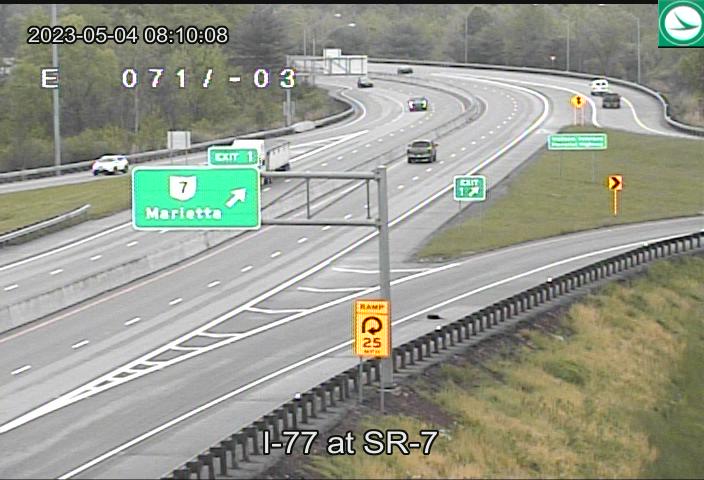 2023-05-04 08:10:08
E 071/-03
EXIT 1
7
Marietta
EXIT
1
RAMP
25
I-77 at SR-7